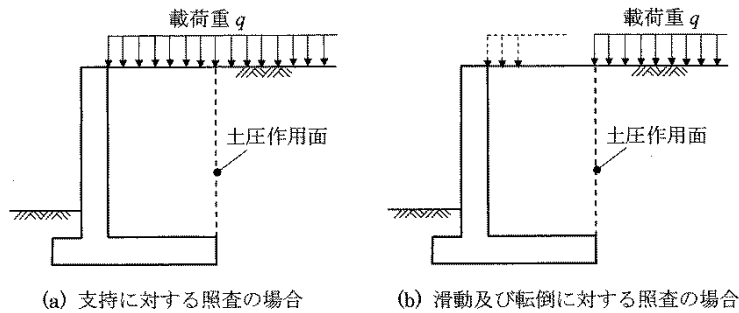 載荷重 q
土圧作用面
(a) 支持に対する照査の場合
載荷重 q
土圧作用面
(b) 滑動及び転倒に対する照査の場合